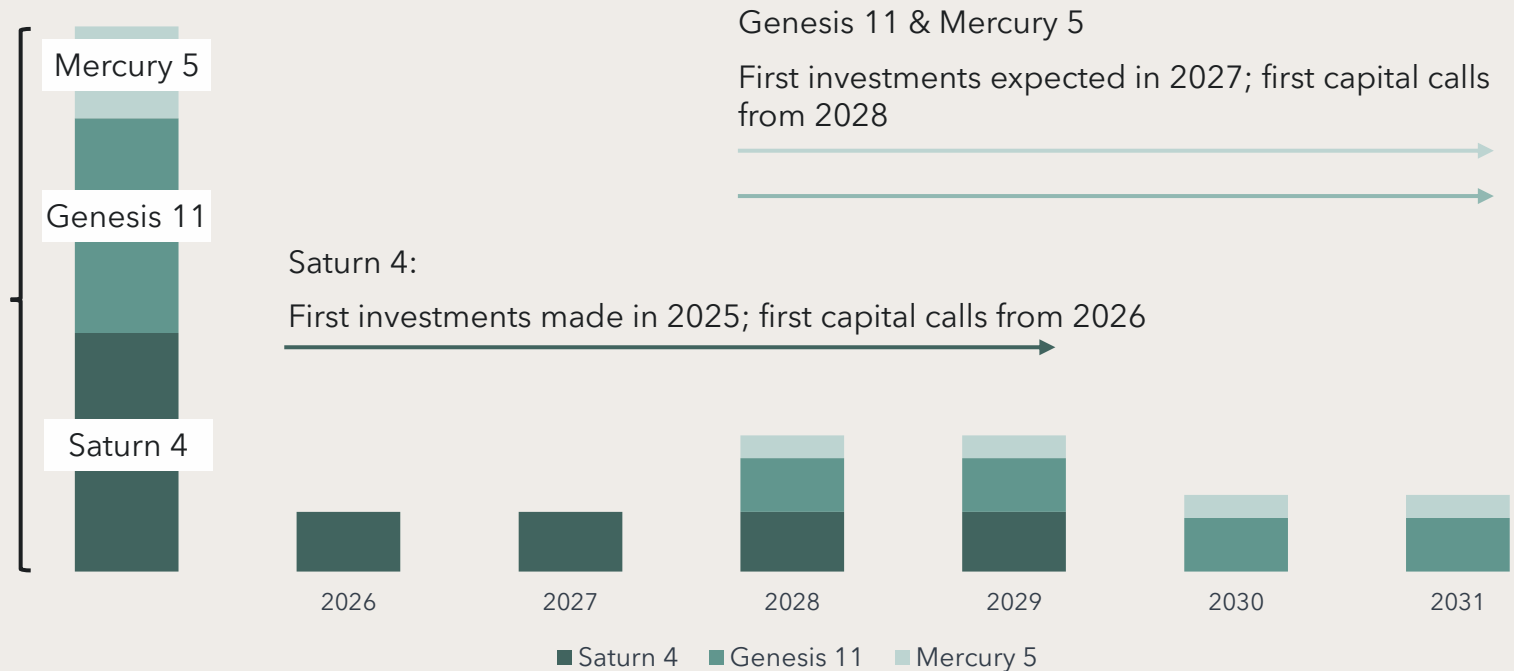 Mercury 5
Genesis 11
Saturn 4
Genesis 11 & Mercury 5
First investments expected in 2027; first capital calls
from 2028
Saturn 4:
First investments made in 2025; first capital calls from 2026
2026
2027
2028
2029
2030
2031
Saturn 4
Genesis 11
Mercury 5